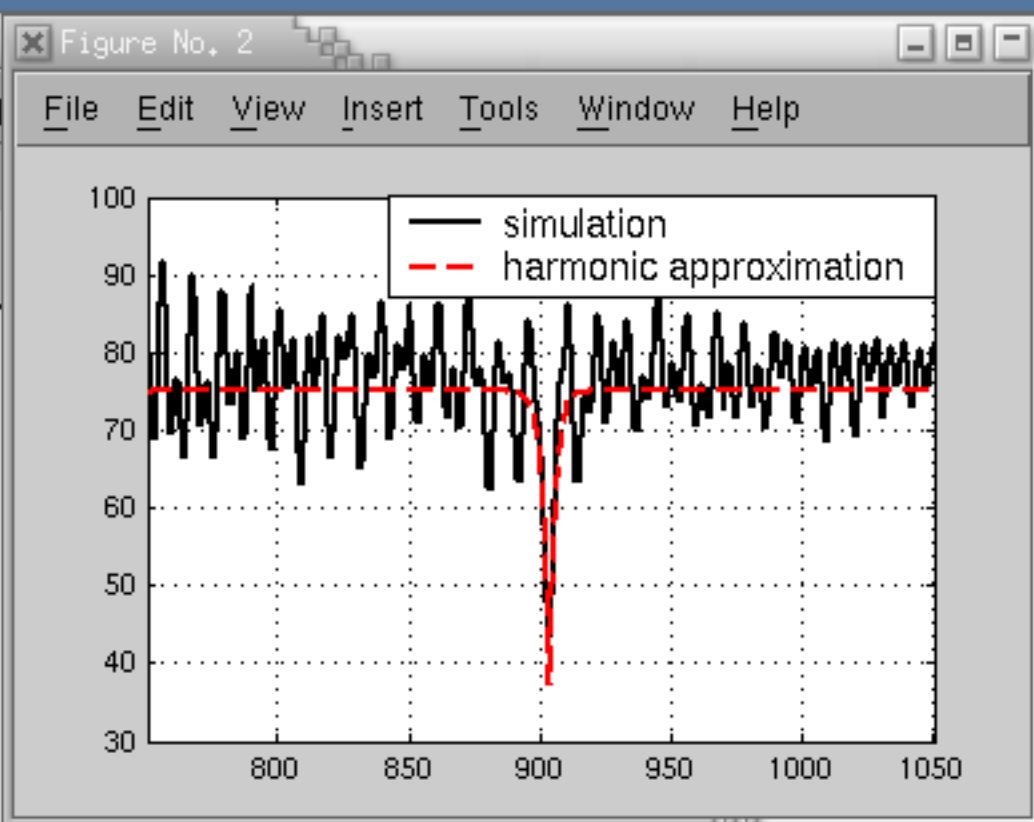 Figure No. 2
File Edit View Insert Tools Window Help
100
simulation
harmonic approximation
90
80
70
60
50
40
30
800 850 900 950 1000 1050